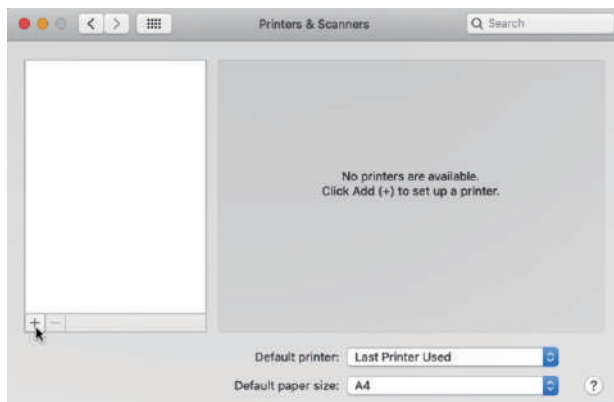 Printers & Scanners
Search
No printers are available.
Click Add (+) to set up a printer.
+ −
Default printer: Last Printer Used
Default paper size: A4
?